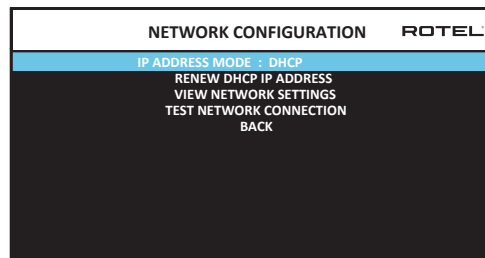 NETWORK CONFIGURATION ROTEL
IP ADDRESS MODE : DHCP
RENEW DHCP IP ADDRESS
VIEW NETWORK SETTINGS
TEST NETWORK CONNECTION
BACK